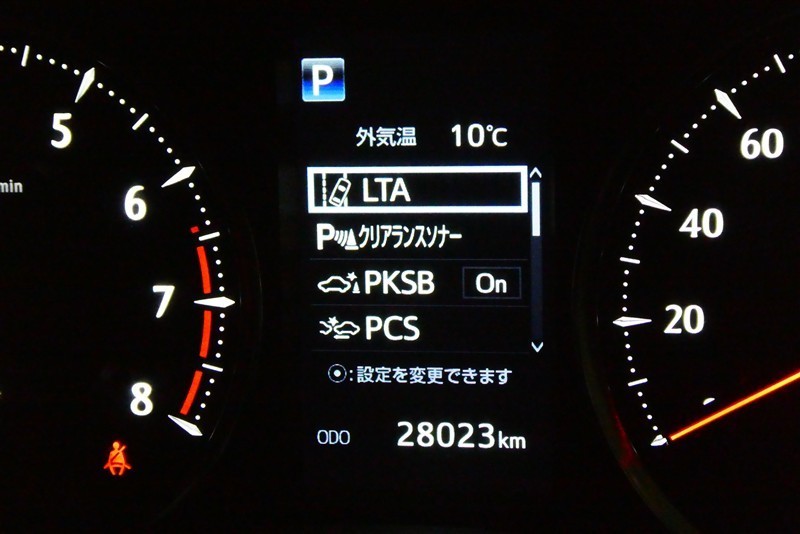 P
外気温 10℃
LTA
P クリアランスソナー
PKSB On
PCS
:設定を変更できます
ODO 28023km
5
6
7
8
min
60
40
20